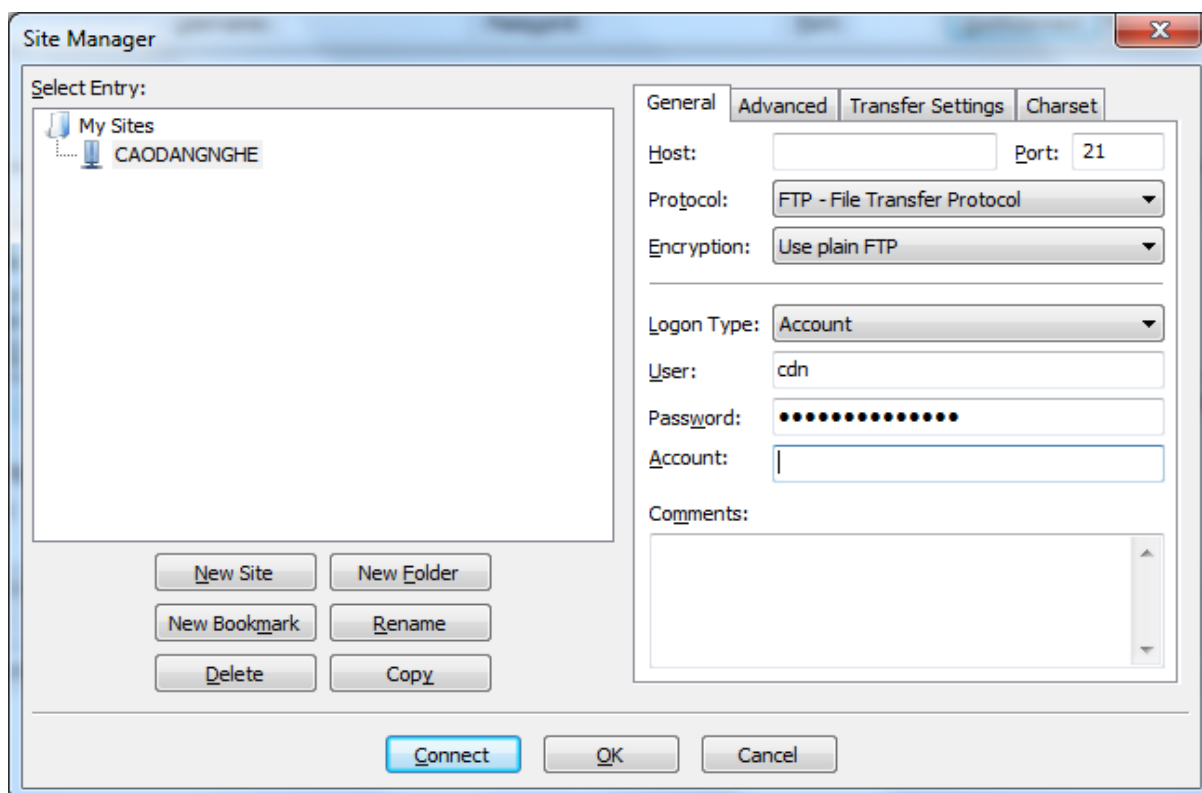 Site Manager
Select Entry:
My Sites
CAODANGNGHE
New Site New Folder
New Bookmark Rename
Delete Copy
General Advanced Transfer Settings Charset
Host: Port: 21
Protocol: FTP - File Transfer Protocol
Encryption: Use plain FTP
Logon Type: Account
User: cdn
Password: ●●●●●●●●●●●●●●
Account:
Comments:
Connect OK Cancel